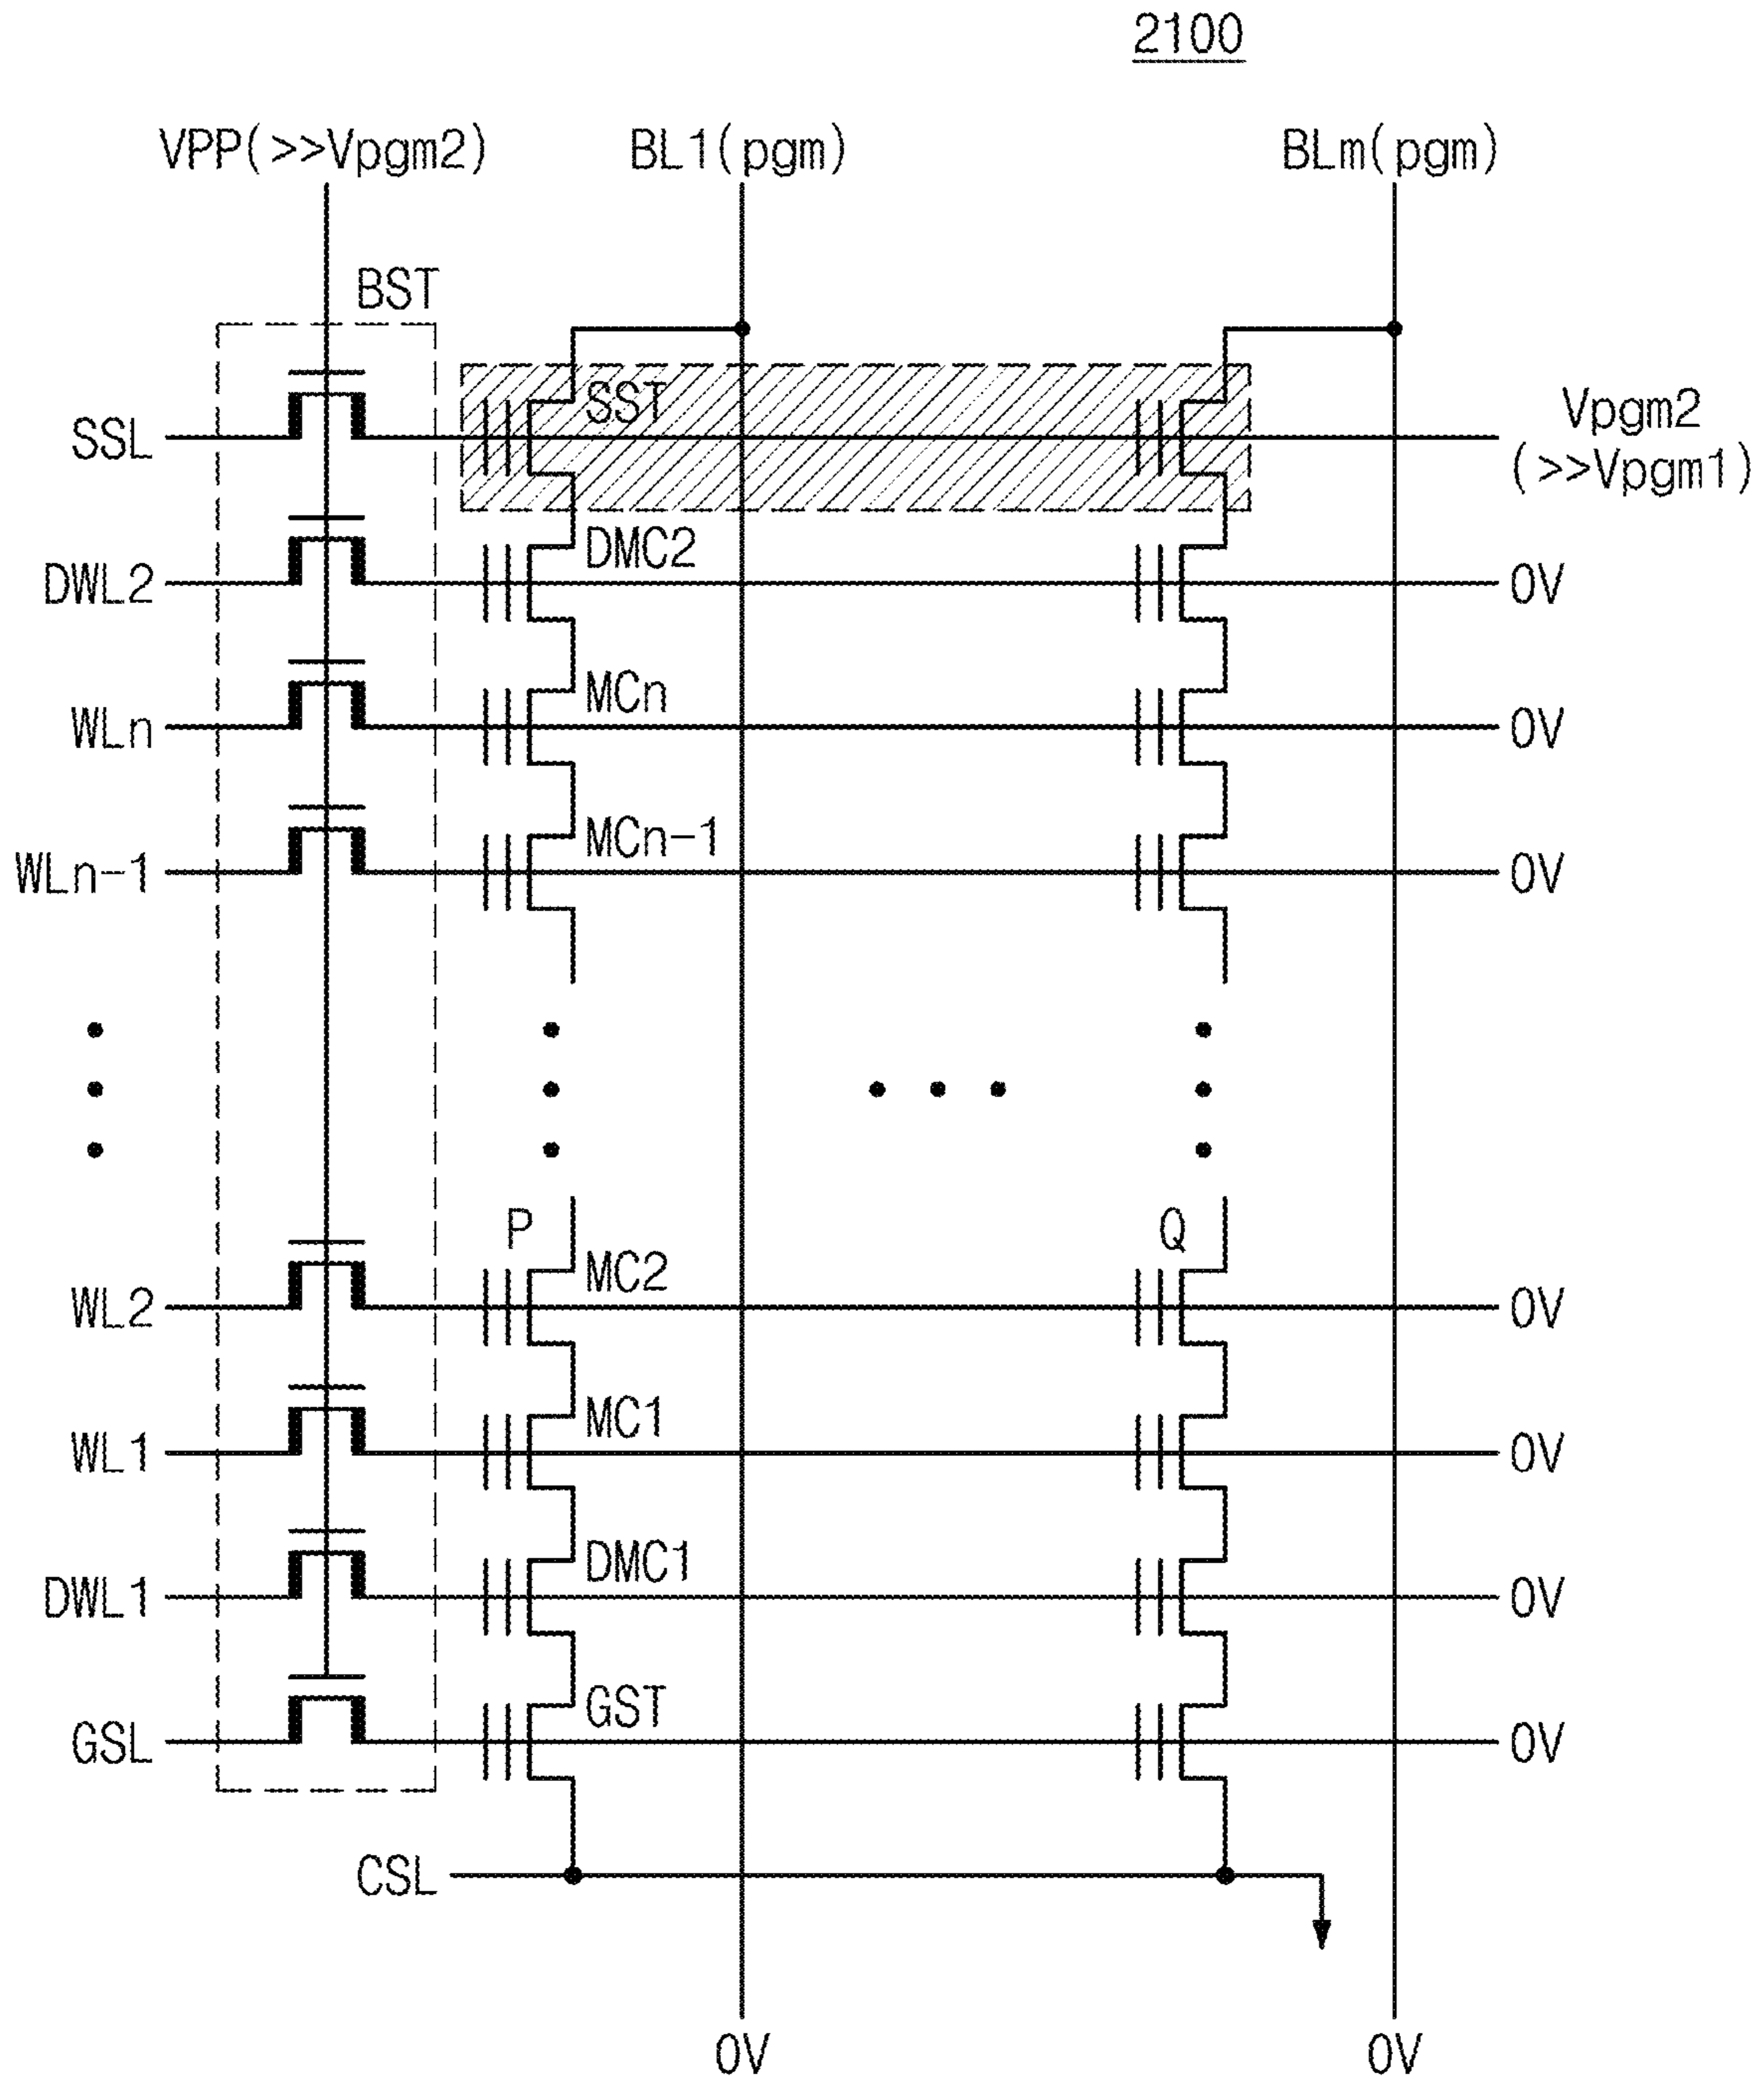 2100
VPP(>>Vpgm2) BL1(pgm) BLm(pgm)
BST
SSL SST Vpgm2
(>>Vpgm1)
DWL2 DMC2 0V
WLn MCn 0V
WLn-1 MCn-1 0V
P Q
WL2 MC2 0V
WL1 MC1 0V
DWL1 DMC1 0V
GSL GST 0V
CSL
0V 0V